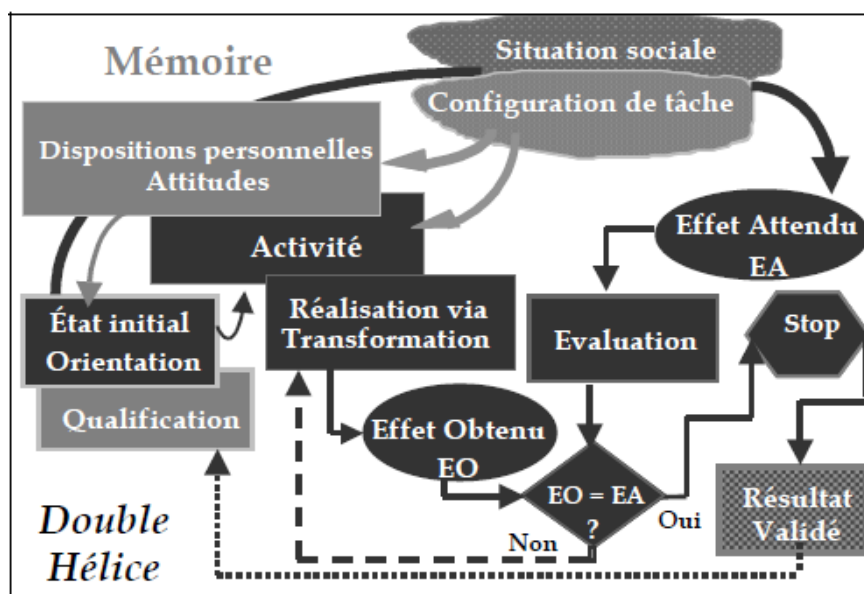 Situation sociale
Mémoire
Configuration de tâche
Dispositions personnelles
Attitudes
Effet Attendu
EA
Activité
État initial
Orientation
Réalisation via
Transformation
Evaluation
Stop
Qualification
Effet Obtenu
EO
EO = EA
?
Oui
Non
Résultat
Validé
Double
Hélice